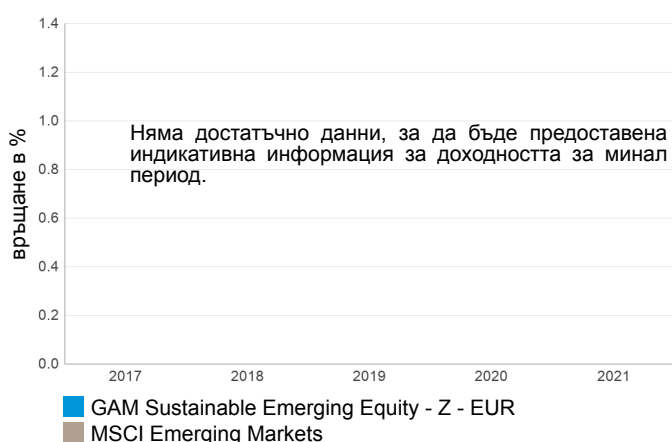 1.4
1.2
1.0
0.8
0.6
0.4
0.2
0.0
връщане в %
Няма достатъчно данни, за да бъде предоставена
индикативна информация за доходността за минал
период.
2017 2018 2019 2020 2021
GAM Sustainable Emerging Equity - Z - EUR
MSCI Emerging Markets